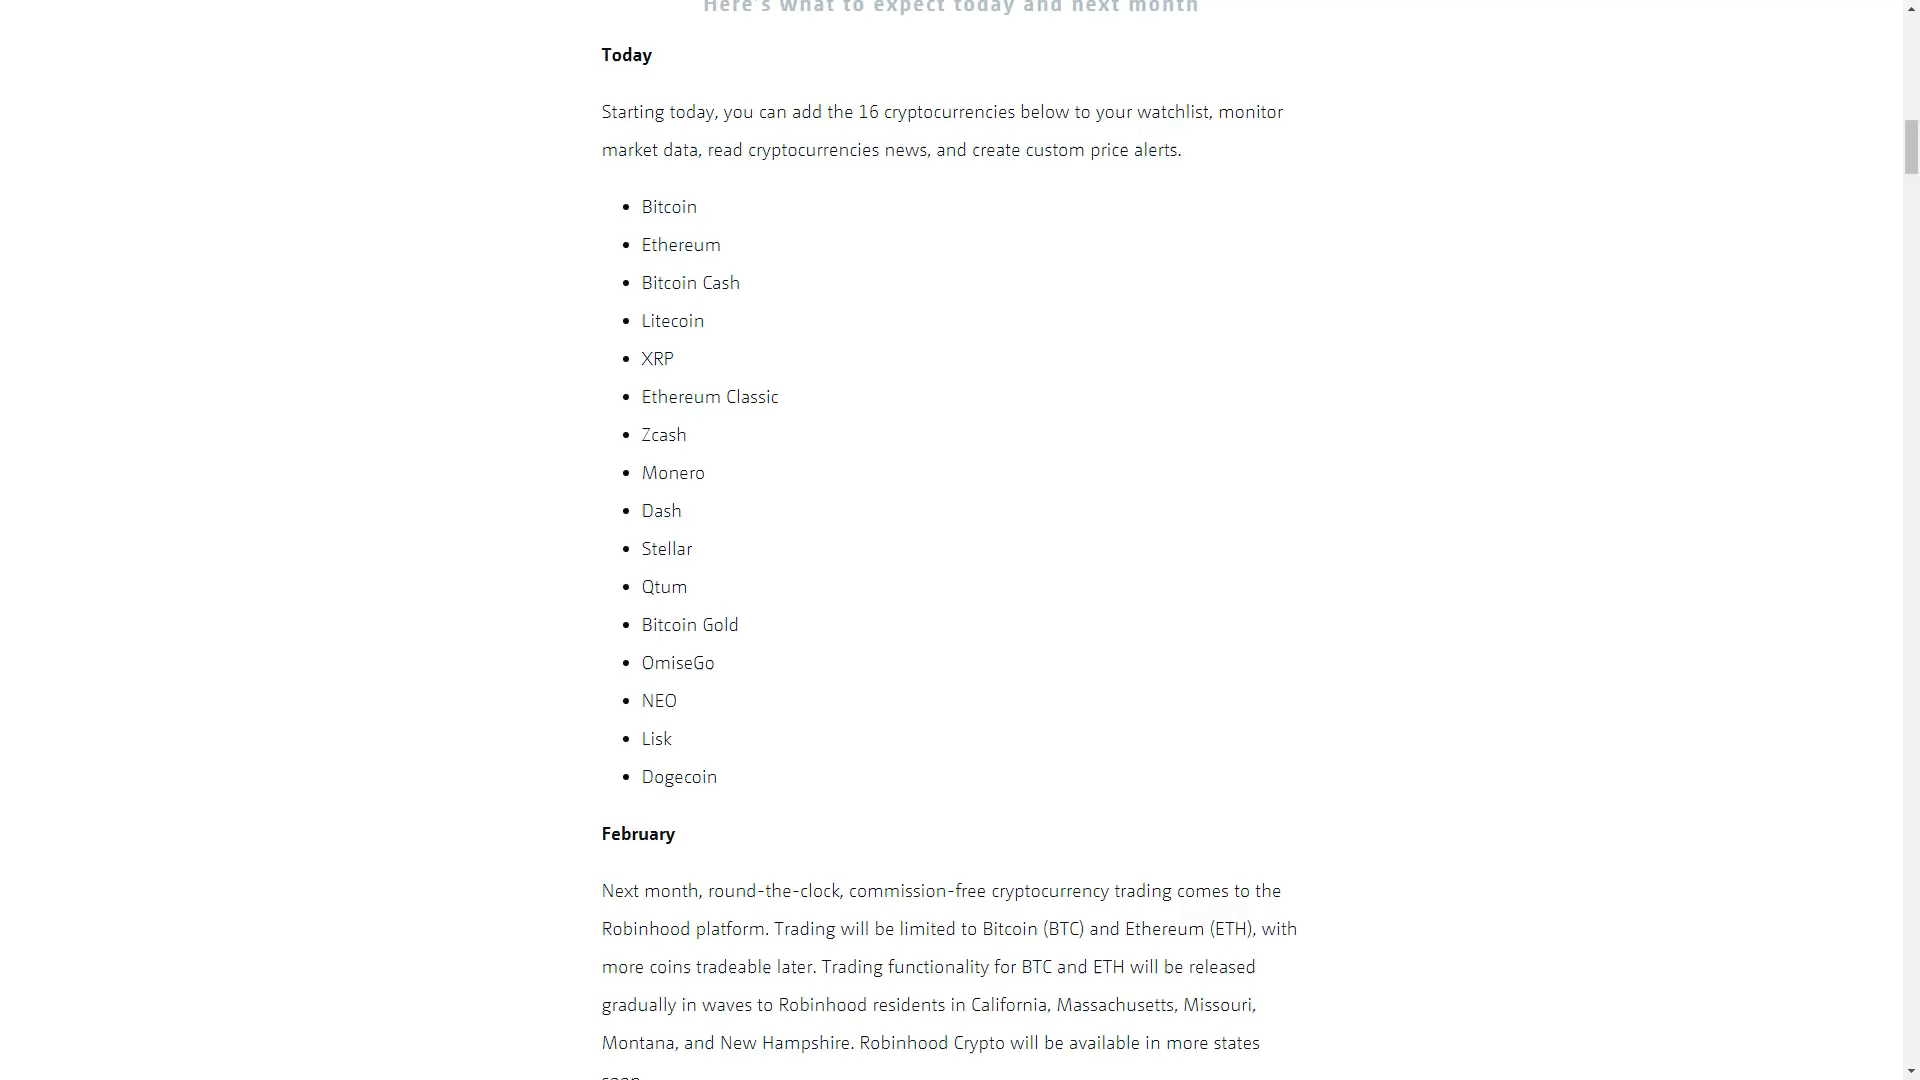 Here's what to expect today and next month
Today
Starting today, you can add the 16 cryptocurrencies below to your watchlist, monitor
market data, read cryptocurrencies news, and create custom price alerts.
Bitcoin
Ethereum
Bitcoin Cash
Litecoin
XRP
Ethereum Classic
Zcash
Monero
Dash
Stellar
Qtum
Bitcoin Gold
OmiseGo
NEO
Lisk
Dogecoin
February
Next month, round-the-clock, commission-free cryptocurrency trading comes to the
Robinhood platform. Trading will be limited to Bitcoin (BTC) and Ethereum (ETH), with
more coins tradeable later. Trading functionality for BTC and ETH will be released
gradually in waves to Robinhood residents in California, Massachusetts, Missouri,
Montana, and New Hampshire. Robinhood Crypto will be available in more states